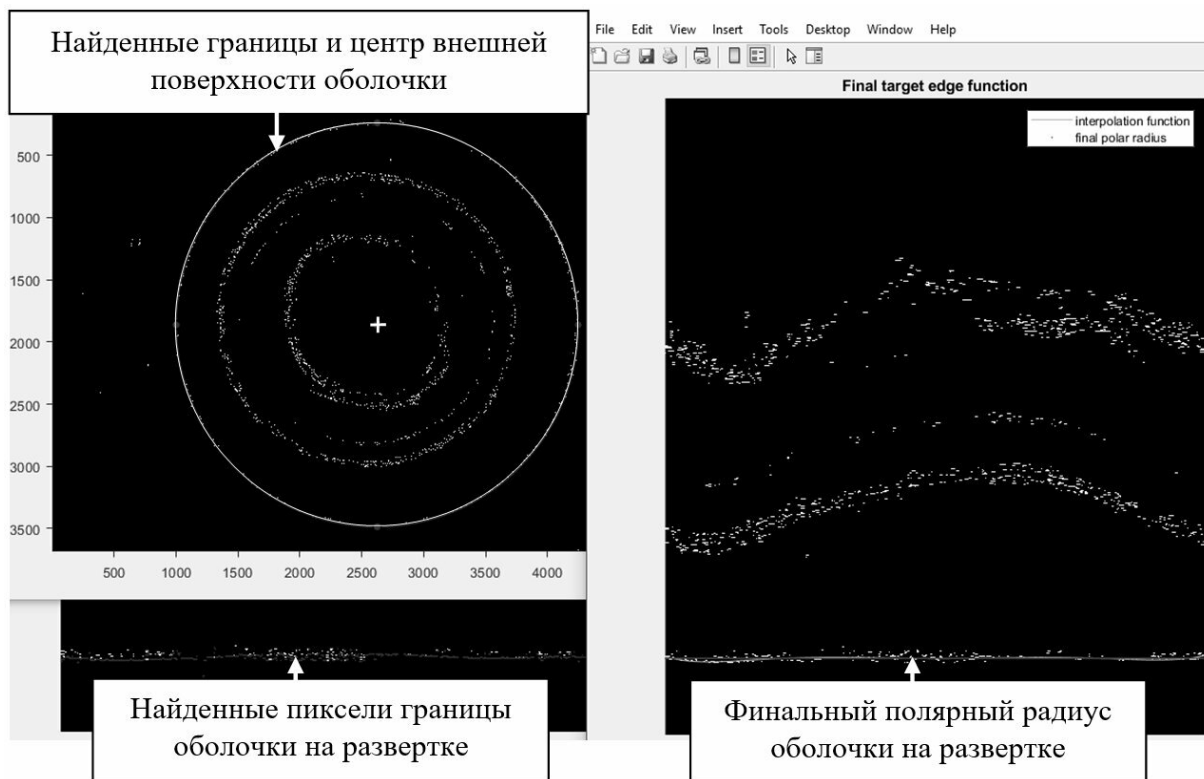 Найденные границы и центр внешней
поверхности оболочки
500
1000
1500
2000
2500
3000
3500
500 1000 1500 2000 2500 3000 3500 4000
Найденные пиксели границы
оболочки на развертке
File Edit View Insert Tools Desktop Window Help
Final target edge function
interpolation function
final polar radius
Финальный полярный радиус
оболочки на развертке